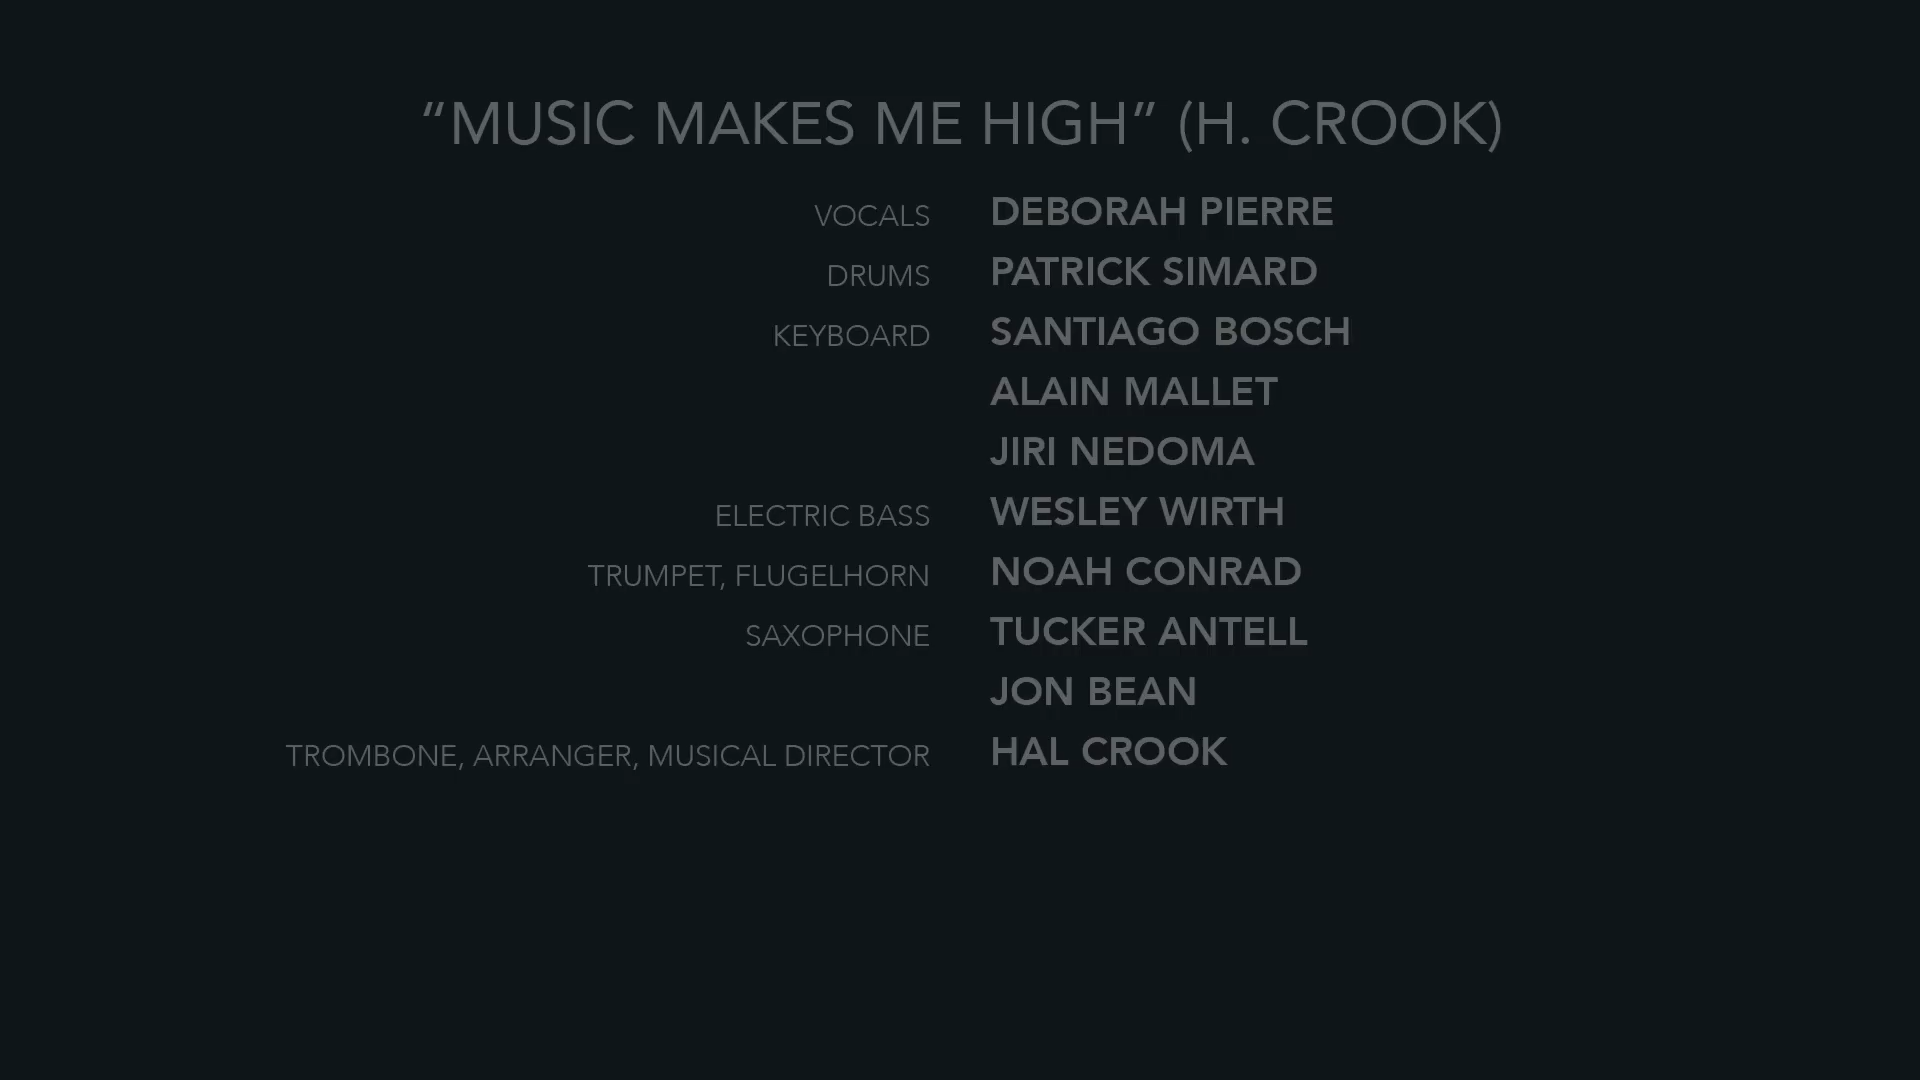 “MUSIC MAKES ME HIGH” (H. CROOK)
VOCALS DEBORAH PIERRE
DRUMS PATRICK SIMARD
KEYBOARD SANTIAGO BOSCH
ALAIN MALLET
JIRI NEDOMA
ELECTRIC BASS WESLEY WIRTH
TRUMPET, FLUGELHORN NOAH CONRAD
SAXOPHONE TUCKER ANTELL
JON BEAN
TROMBONE, ARRANGER, MUSICAL DIRECTOR HAL CROOK